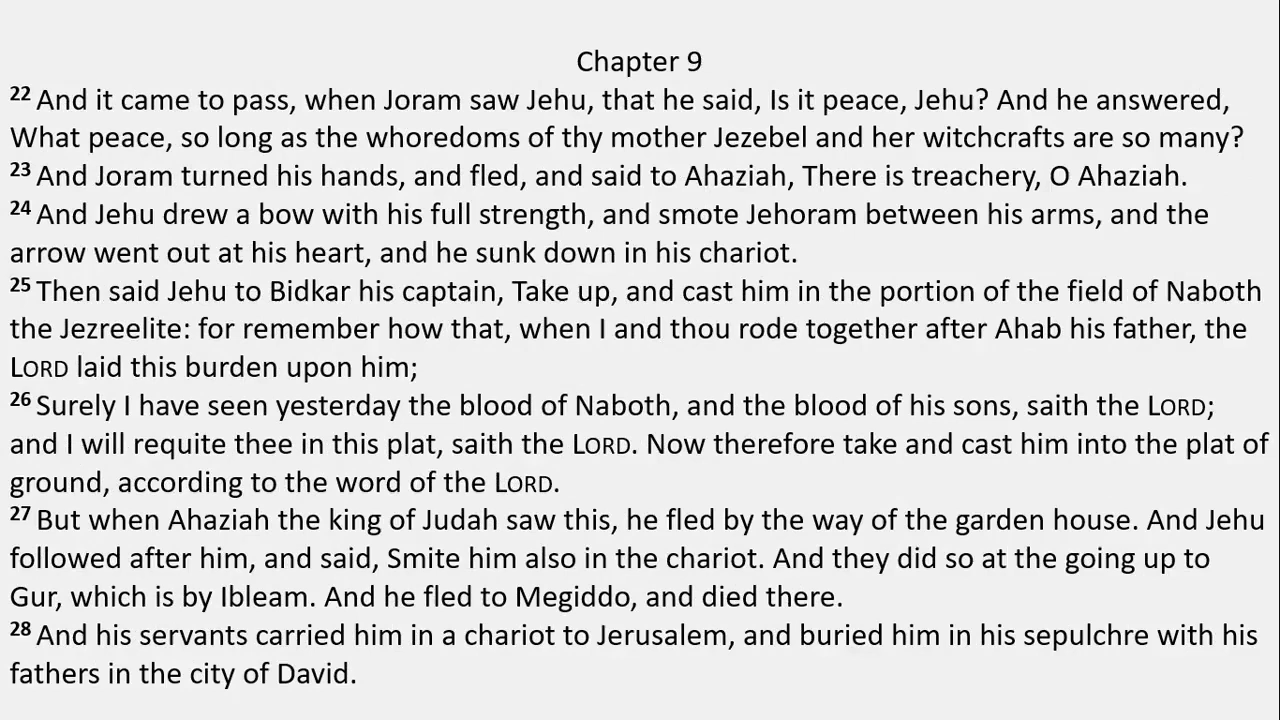 Chapter 9
22 And it came to pass, when Joram saw Jehu, that he said, Is it peace, Jehu? And he answered,
What peace, so long as the whoredoms of thy mother Jezebel and her witchcrafts are so many?
23 And Joram turned his hands, and fled, and said to Ahaziah, There is treachery, O Ahaziah.
24 And Jehu drew a bow with his full strength, and smote Jehoram between his arms, and the
arrow went out at his heart, and he sunk down in his chariot.
25 Then said Jehu to Bidkar his captain, Take up, and cast him in the portion of the field of Naboth
the Jezreelite: for remember how that, when I and thou rode together after Ahab his father, the
LORD laid this burden upon him;
26 Surely I have seen yesterday the blood of Naboth, and the blood of his sons, saith the LORD;
and I will requite thee in this plat, saith the LORD. Now therefore take and cast him into the plat of
ground, according to the word of the LORD.
27 But when Ahaziah the king of Judah saw this, he fled by the way of the garden house. And Jehu
followed after him, and said, Smite him also in the chariot. And they did so at the going up to
Gur, which is by Ibleam. And he fled to Megiddo, and died there.
28 And his servants carried him in a chariot to Jerusalem, and buried him in his sepulchre with his
fathers in the city of David.